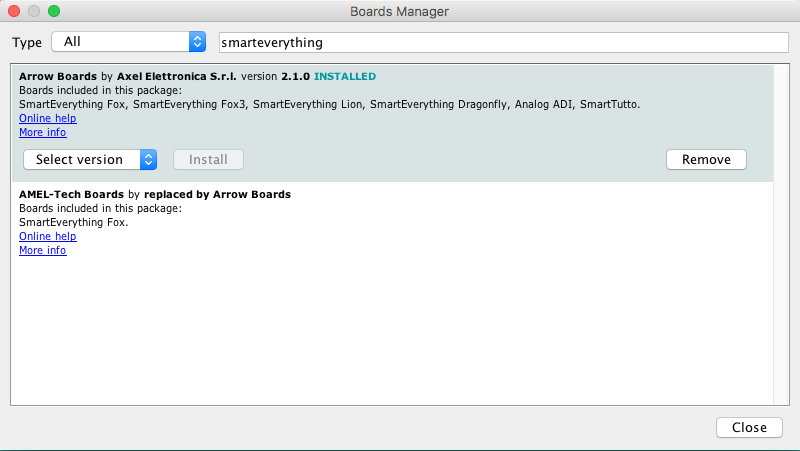 Boards Manager
Type All smarteverything
Arrow Boards by Axel Elettronica S.r.l. version 2.1.0 INSTALLED
Boards included in this package:
SmartEverything Fox, SmartEverything Fox3, SmartEverything Lion, SmartEverything Dragonfly, Analog ADI, SmartTutto.
Online help
More info
Select version Install Remove
AMEL-Tech Boards by replaced by Arrow Boards
Boards included in this package:
SmartEverything Fox.
Online help
More info
Close